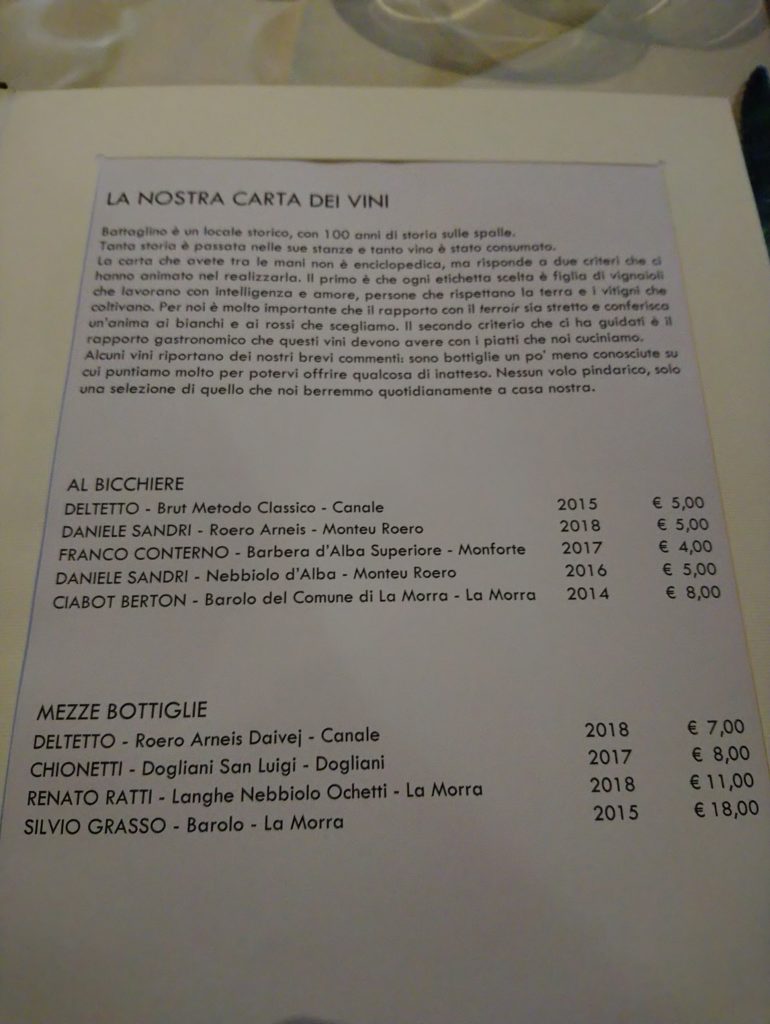 LA NOSTRA CARTA DEI VINI
Battaglino è un locale storico, con 100 anni di storia sulle spalle.
Tanta storia è passata nelle sue stanze e tanto vino è stato consumato.
La carta che avete tra le mani non è enciclopedica, ma risponde a due criteri che ci
hanno animato nel realizzarla. Il primo è che ogni etichetta scelta è figlia di vignaioli
che lavorano con intelligenza e amore, persone che rispettano la terra e i vitigni che
coltivano. Per noi è molto importante che il rapporto con il terroir sia stretto e conferisca
un'anima ai bianchi e ai rossi che scegliamo. Il secondo criterio che ci ha guidati è il
rapporto gastronomico che questi vini devono avere con i piatti che noi cuciniamo.
Alcuni vini riportano dei nostri brevi commenti: sono bottiglie un po' meno conosciute su
cui puntiamo molto per potervi offrire qualcosa di inatteso. Nessun volo pindarico, solo
una selezione di quello che noi berremmo quotidianamente a casa nostra.
AL BICCHIERE
DELTETTO - Brut Metodo Classico - Canale 2015 € 5,00
DANIELE SANDRI - Roero Arneis - Monteu Roero 2018 € 5,00
FRANCO CONTERNO - Barbera d'Alba Superiore - Monforte 2017 € 4,00
DANIELE SANDRI - Nebbiolo d'Alba - Monteu Roero 2016 € 5,00
CIABOT BERTON - Barolo del Comune di La Morra - La Morra 2014 € 8,00
MEZZE BOTTIGLIE
DELTETTO - Roero Arneis Daivej - Canale 2018 € 7,00
CHIONETTI - Dogliani San Luigi - Dogliani 2017 € 8,00
RENATO RATTI - Langhe Nebbiolo Ochetti - La Morra 2018 € 11,00
SILVIO GRASSO - Barolo - La Morra 2015 € 18,00